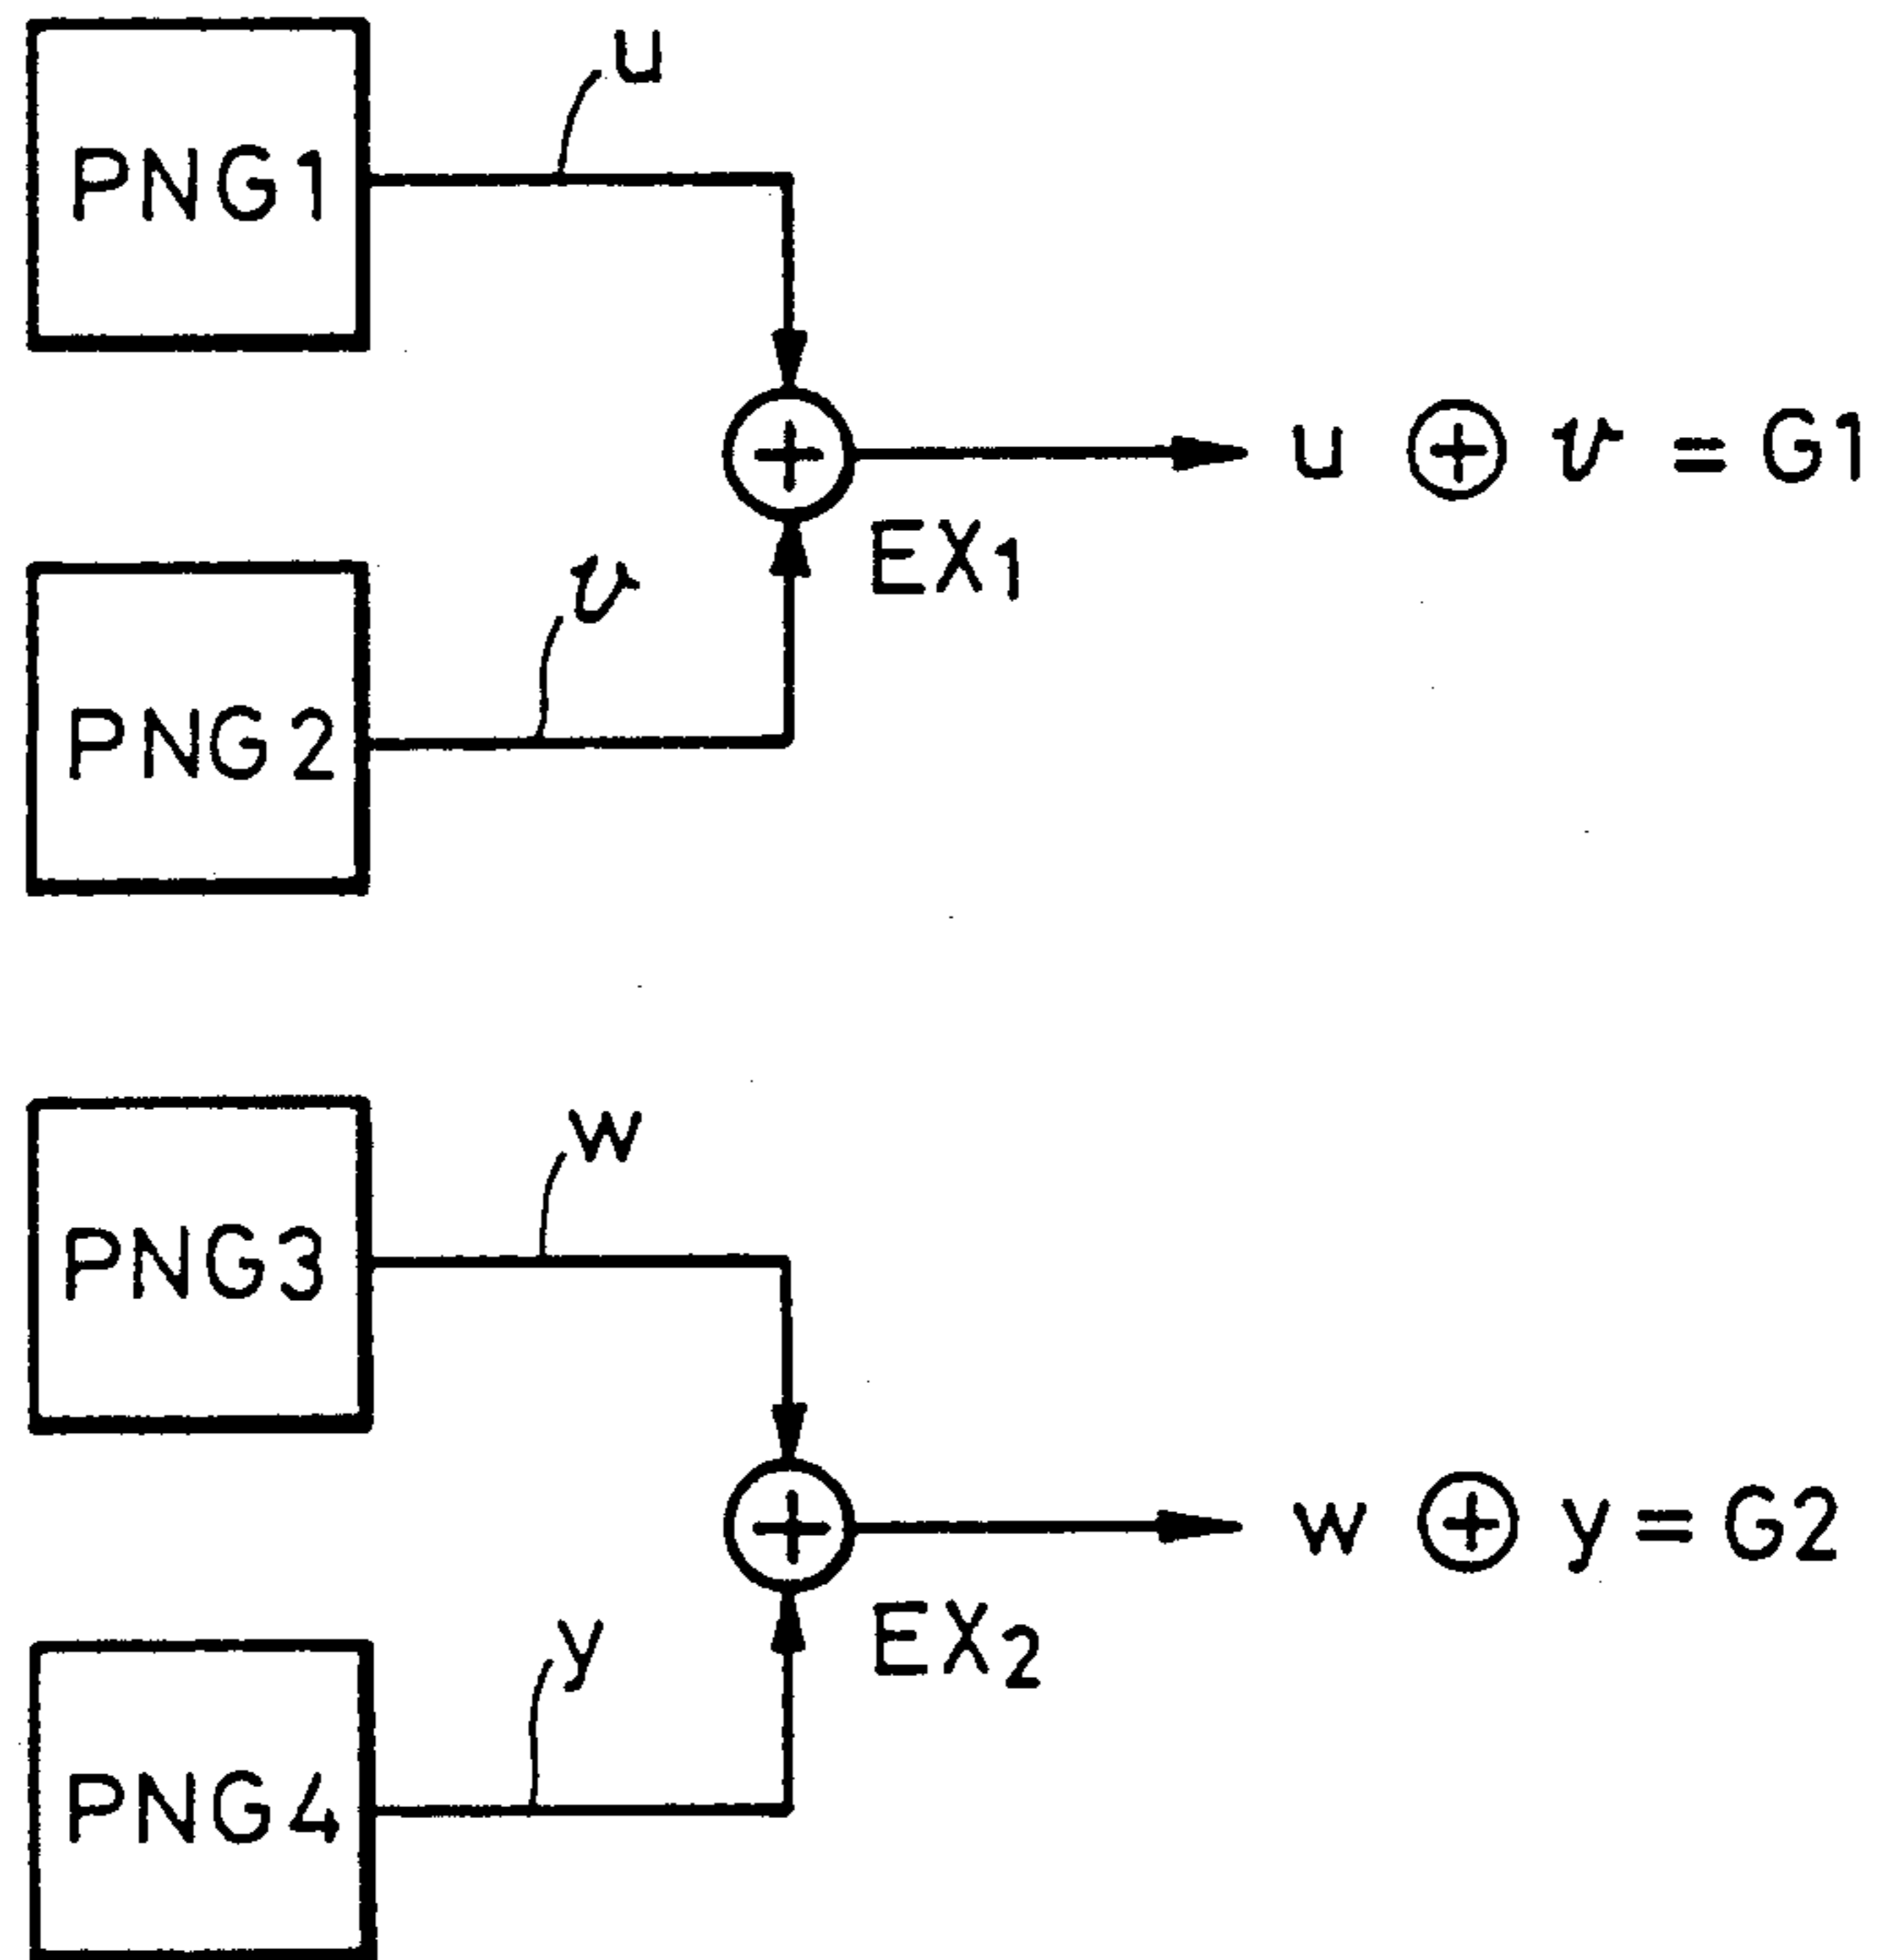 u
PNG1
u ⊕ v = G1
EX1
v
PNG2
w
PNG3
w ⊕ y = G2
EX2
y
PNG4